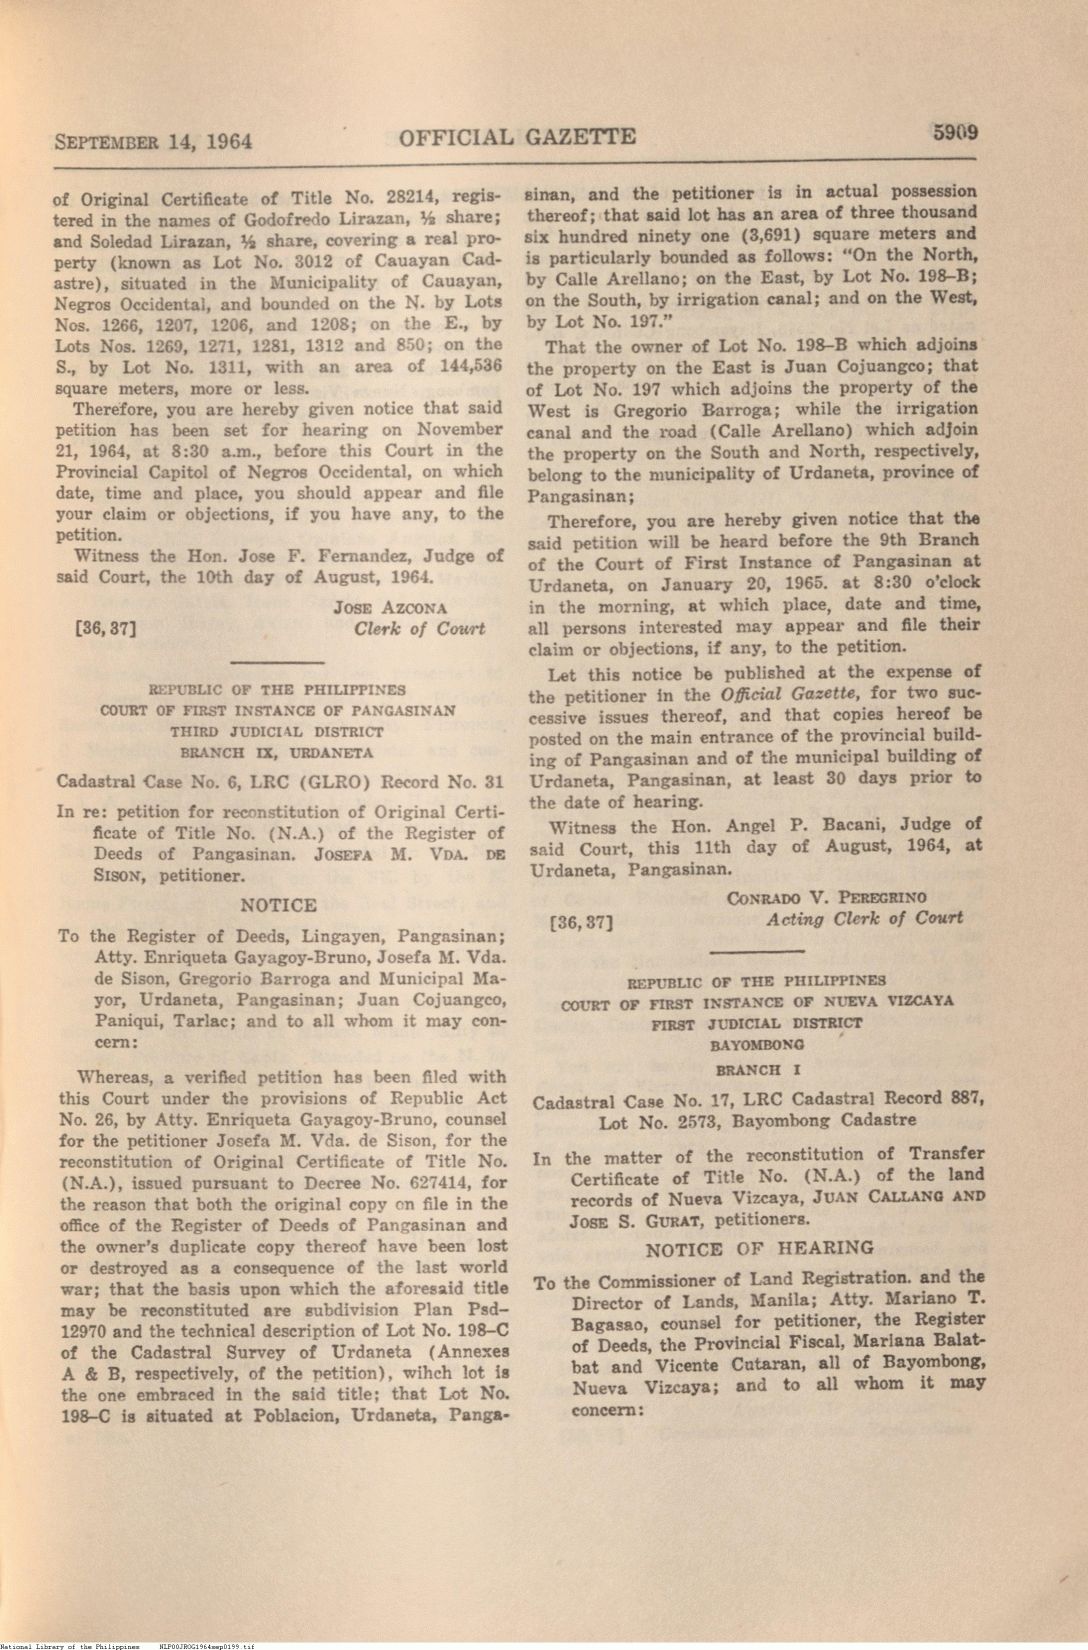 SEPTEMBER 14, 1964
OFFICIAL GAZETTE
5909
of Original Certificate of Title No. 28214, regis-
tered in the names of Godofredo Lirazan, ½ share;
and Soledad Lirazan, ½ share, covering a real pro-
perty (known as Lot No. 3012 of Cauayan Cad-
astre), situated in the Municipality of Cauayan,
Negros Occidental, and bounded on the N. by Lots
Nos. 1266, 1207, 1206, and 1208; on the E., by
Lots Nos. 1269, 1271, 1281, 1312 and 850; on the
S., by Lot No. 1311, with an area of 144,536
square meters, more or less.
Therefore, you are hereby given notice that said
petition has been set for hearing on November
21, 1964, at 8:30 a.m., before this Court in the
Provincial Capitol of Negros Occidental, on which
date, time and place, you should appear and file
your claim or objections, if you have any, to the
petition.
Witness the Hon. Jose F. Fernandez, Judge of
said Court, the 10th day of August, 1964.
JOSE AZCONA
[36, 37] Clerk of Court
REPUBLIC OF THE PHILIPPINES
COURT OF FIRST INSTANCE OF PANGASINAN
THIRD JUDICIAL DISTRICT
BRANCH IX, URDANETA
Cadastral Case No. 6, LRC (GLRO) Record No. 31
In re: petition for reconstitution of Original Certi-
ficate of Title No. (N.A.) of the Register of
Deeds of Pangasinan. JOSEFA M. VDA. DE
SISON, petitioner.
NOTICE
To the Register of Deeds, Lingayen, Pangasinan;
Atty. Enriqueta Gayagoy-Bruno, Josefa M. Vda.
de Sison, Gregorio Barroga and Municipal Ma-
yor, Urdaneta, Pangasinan; Juan Cojuangco,
Paniqui, Tarlac; and to all whom it may con-
cern:
Whereas, a verified petition has been filed with
this Court under the provisions of Republic Act
No. 26, by Atty. Enriqueta Gayagoy-Bruno, counsel
for the petitioner Josefa M. Vda. de Sison, for the
reconstitution of Original Certificate of Title No.
(N.A.), issued pursuant to Decree No. 627414, for
the reason that both the original copy on file in the
office of the Register of Deeds of Pangasinan and
the owner's duplicate copy thereof have been lost
or destroyed as a consequence of the last world
war; that the basis upon which the aforesaid title
may be reconstituted are subdivision Plan Psd–
12970 and the technical description of Lot No. 198–C
of the Cadastral Survey of Urdaneta (Annexes
A & B, respectively, of the petition), wihch lot is
the one embraced in the said title; that Lot No.
198–C is situated at Poblacion, Urdaneta, Panga-
sinan, and the petitioner is in actual possession
thereof; that said lot has an area of three thousand
six hundred ninety one (3,691) square meters and
is particularly bounded as follows: "On the North,
by Calle Arellano; on the East, by Lot No. 198–B;
on the South, by irrigation canal; and on the West,
by Lot No. 197."
That the owner of Lot No. 198–B which adjoins
the property on the East is Juan Cojuangco; that
of Lot No. 197 which adjoins the property of the
West is Gregorio Barroga; while the irrigation
canal and the road (Calle Arellano) which adjoin
the property on the South and North, respectively,
belong to the municipality of Urdaneta, province of
Pangasinan;
Therefore, you are hereby given notice that the
said petition will be heard before the 9th Branch
of the Court of First Instance of Pangasinan at
Urdaneta, on January 20, 1965. at 8:30 o'clock
in the morning, at which place, date and time,
all persons interested may appear and file their
claim or objections, if any, to the petition.
Let this notice be published at the expense of
the petitioner in the Official Gazette, for two suc-
cessive issues thereof, and that copies hereof be
posted on the main entrance of the provincial build-
ing of Pangasinan and of the municipal building of
Urdaneta, Pangasinan, at least 30 days prior to
the date of hearing.
Witness the Hon. Angel P. Bacani, Judge of
said Court, this 11th day of August, 1964, at
Urdaneta, Pangasinan.
CONRADO V. PEREGRINO
[36, 37] Acting Clerk of Court
REPUBLIC OF THE PHILIPPINES
COURT OF FIRST INSTANCE OF NUEVA VIZCAYA
FIRST JUDICIAL DISTRICT
BAYOMBONG
BRANCH I
Cadastral Case No. 17, LRC Cadastral Record 887,
Lot No. 2573, Bayombong Cadastre
In the matter of the reconstitution of Transfer
Certificate of Title No. (N.A.) of the land
records of Nueva Vizcaya, JUAN CALLANG AND
JOSE S. GURAT, petitioners.
NOTICE OF HEARING
To the Commissioner of Land Registration. and the
Director of Lands, Manila; Atty. Mariano T.
Bagasao, counsel for petitioner, the Register
of Deeds, the Provincial Fiscal, Mariana Balat-
bat and Vicente Cutaran, all of Bayombong,
Nueva Vizcaya; and to all whom it may
concern:
National Library of the Philippines NLP00JROG1964sep0199.tif